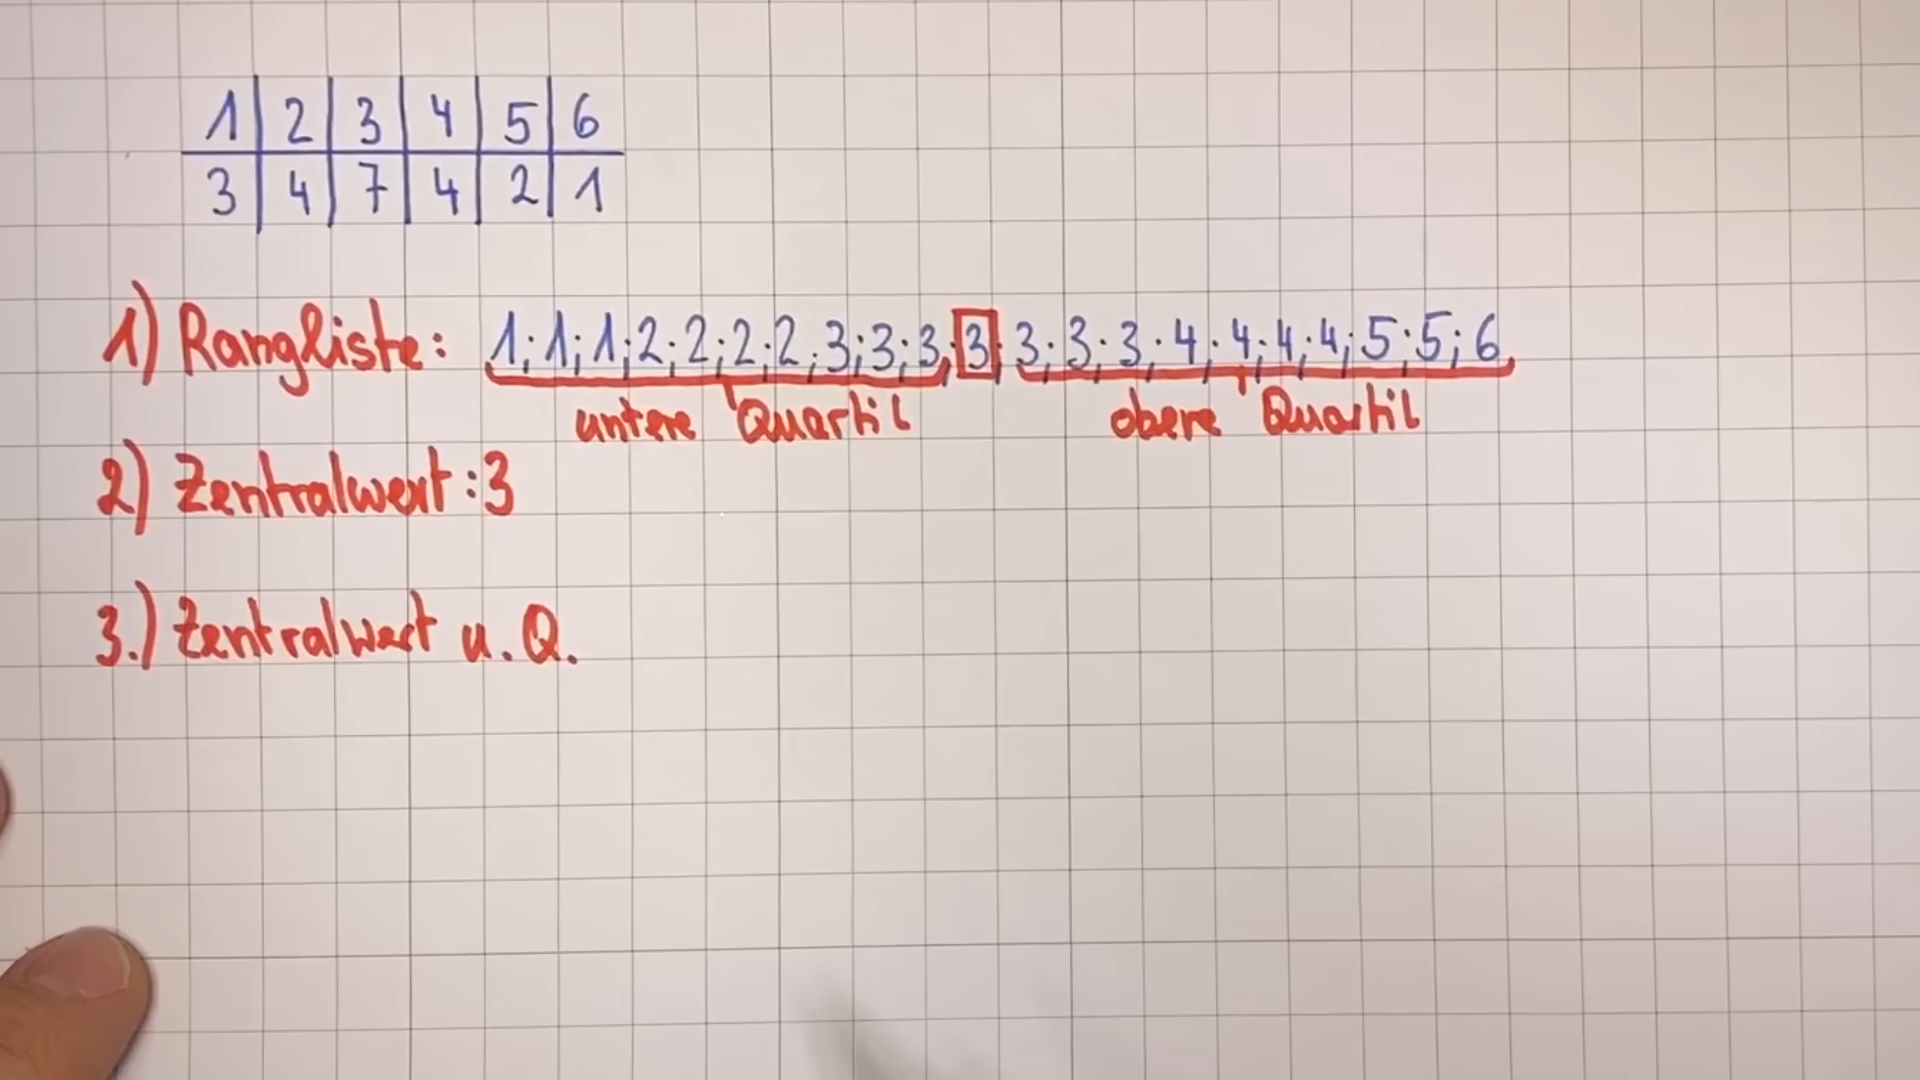 1 2 3 4 5 6
3 4 7 4 2 1
1) Rangliste: 1;1;1;2;2;2;2;3;3;3;3;3;3;3;4;4;4;4;5;5;6
untere Quartil obere Quartil
2) Zentralwert:3
3.) Zentralwert u. Q.